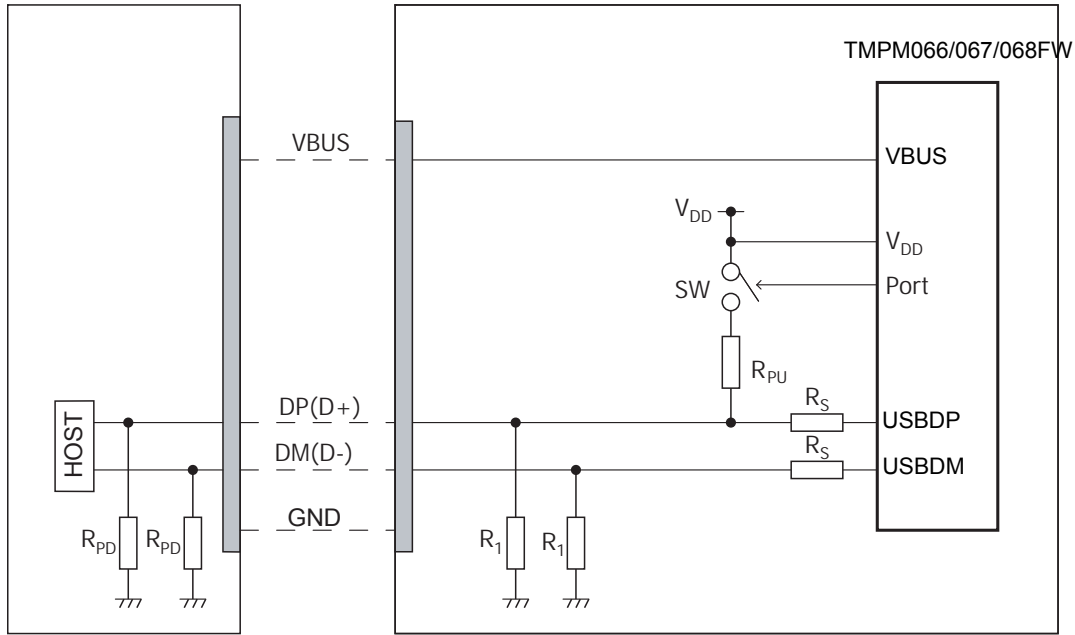 TMPM066/067/068FW
VBUS
VBUS
V_DD
V_DD
SW
Port
R_PU
DP(D+)
R_S
USBDP
HOST
DM(D-)
R_S
USBDM
GND
R_PD
R_PD
R_1
R_1